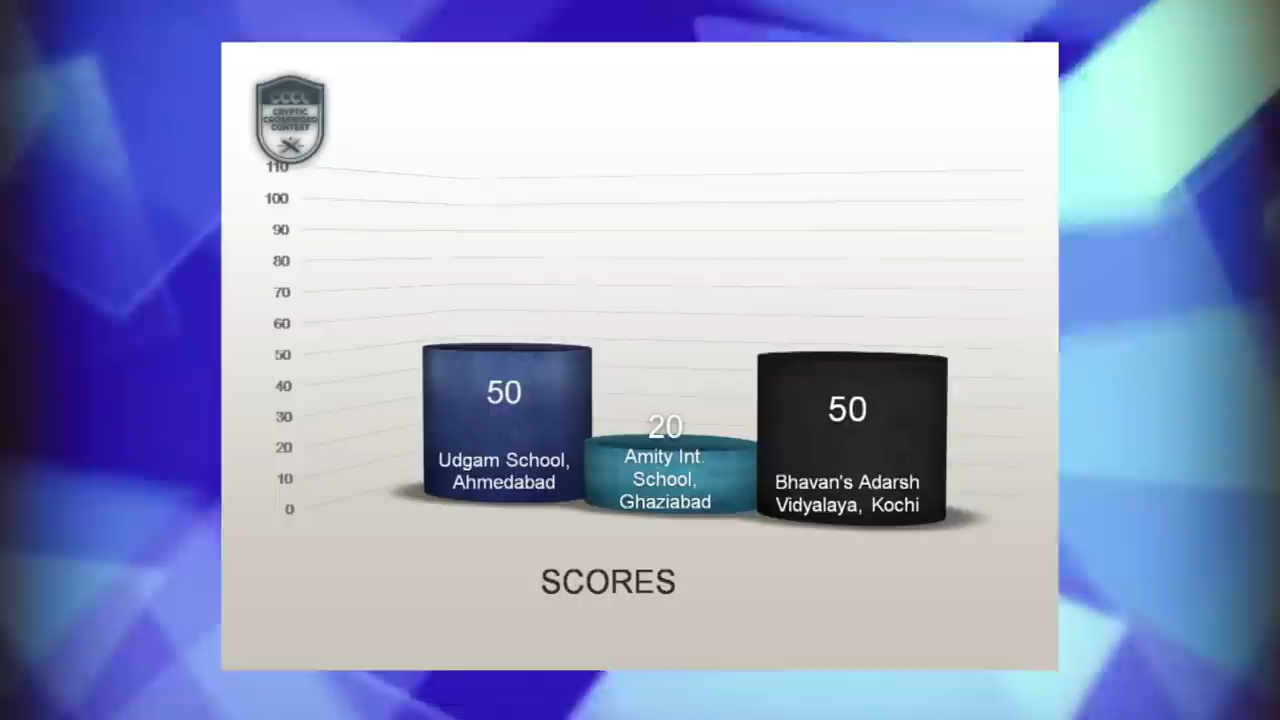 CCCC
CRYPTIC
CROSSWORD
CONTEST
110
100
90
80
70
60
50
40
30
20
10
0
50
Udgam School,
Ahmedabad
20
Amity Int.
School,
Ghaziabad
50
Bhavan's Adarsh
Vidyalaya, Kochi
SCORES